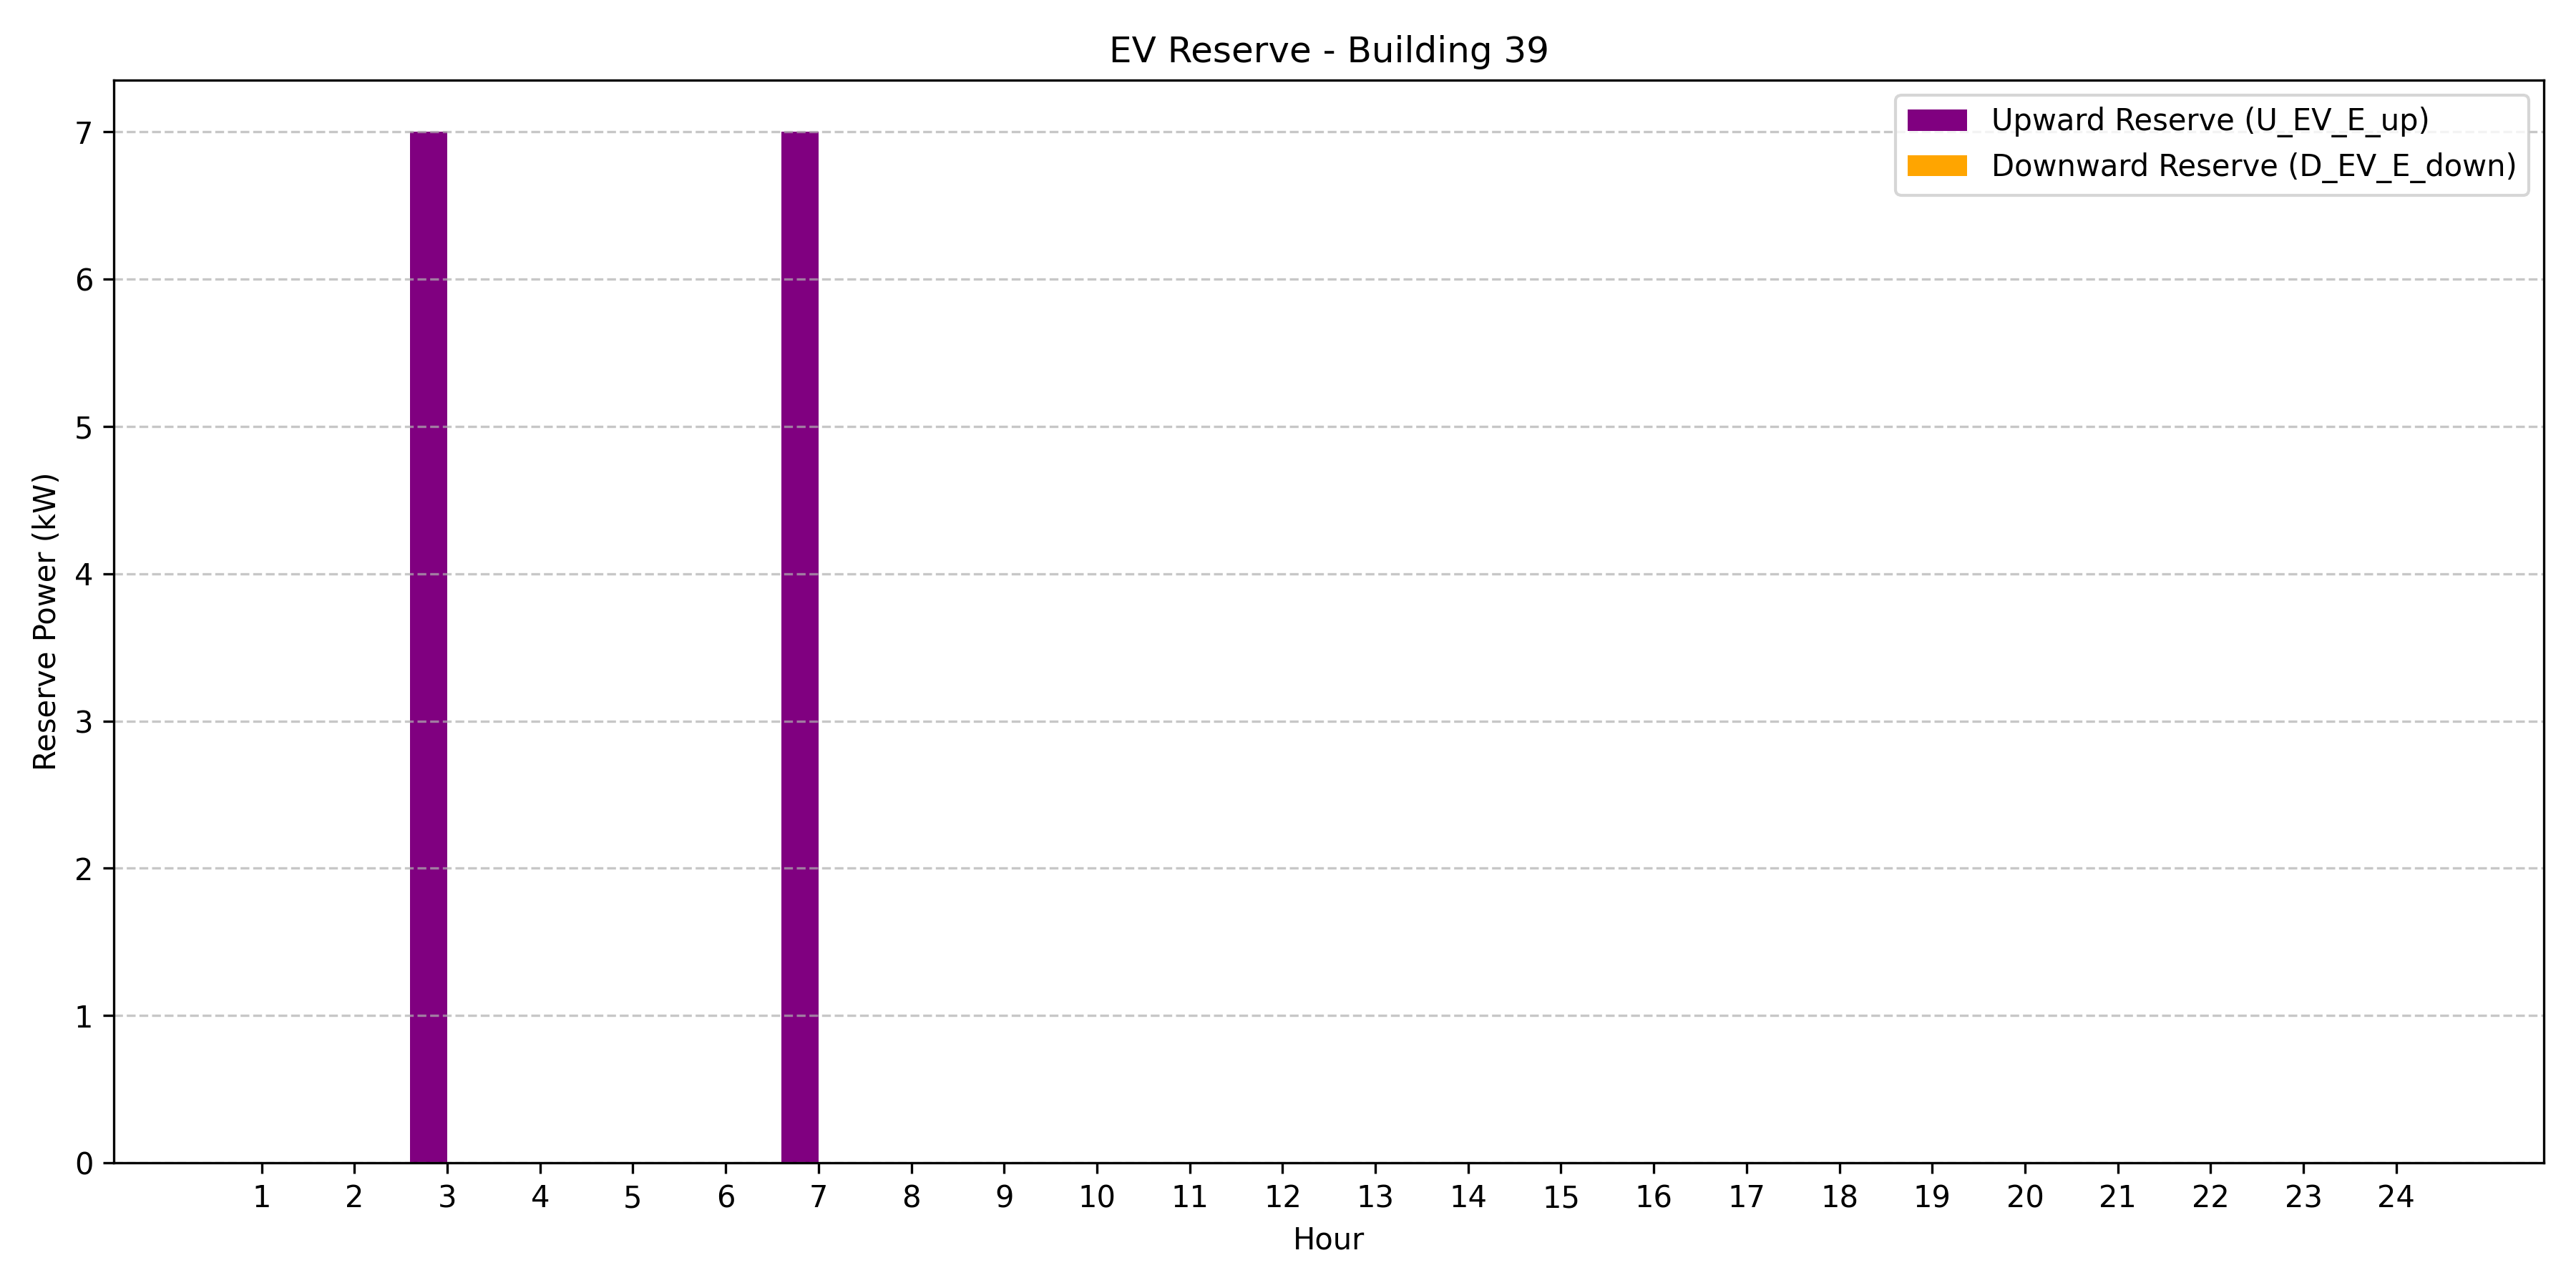 EV Reserve - Building 39
Upward Reserve (U_EV_E_up)
Downward Reserve (D_EV_E_down)
7
6
5
4
3
2
1
0
Reserve Power (kW)
1 2 3 4 5 6 7 8 9 10 11 12 13 14 15 16 17 18 19 20 21 22 23 24
Hour